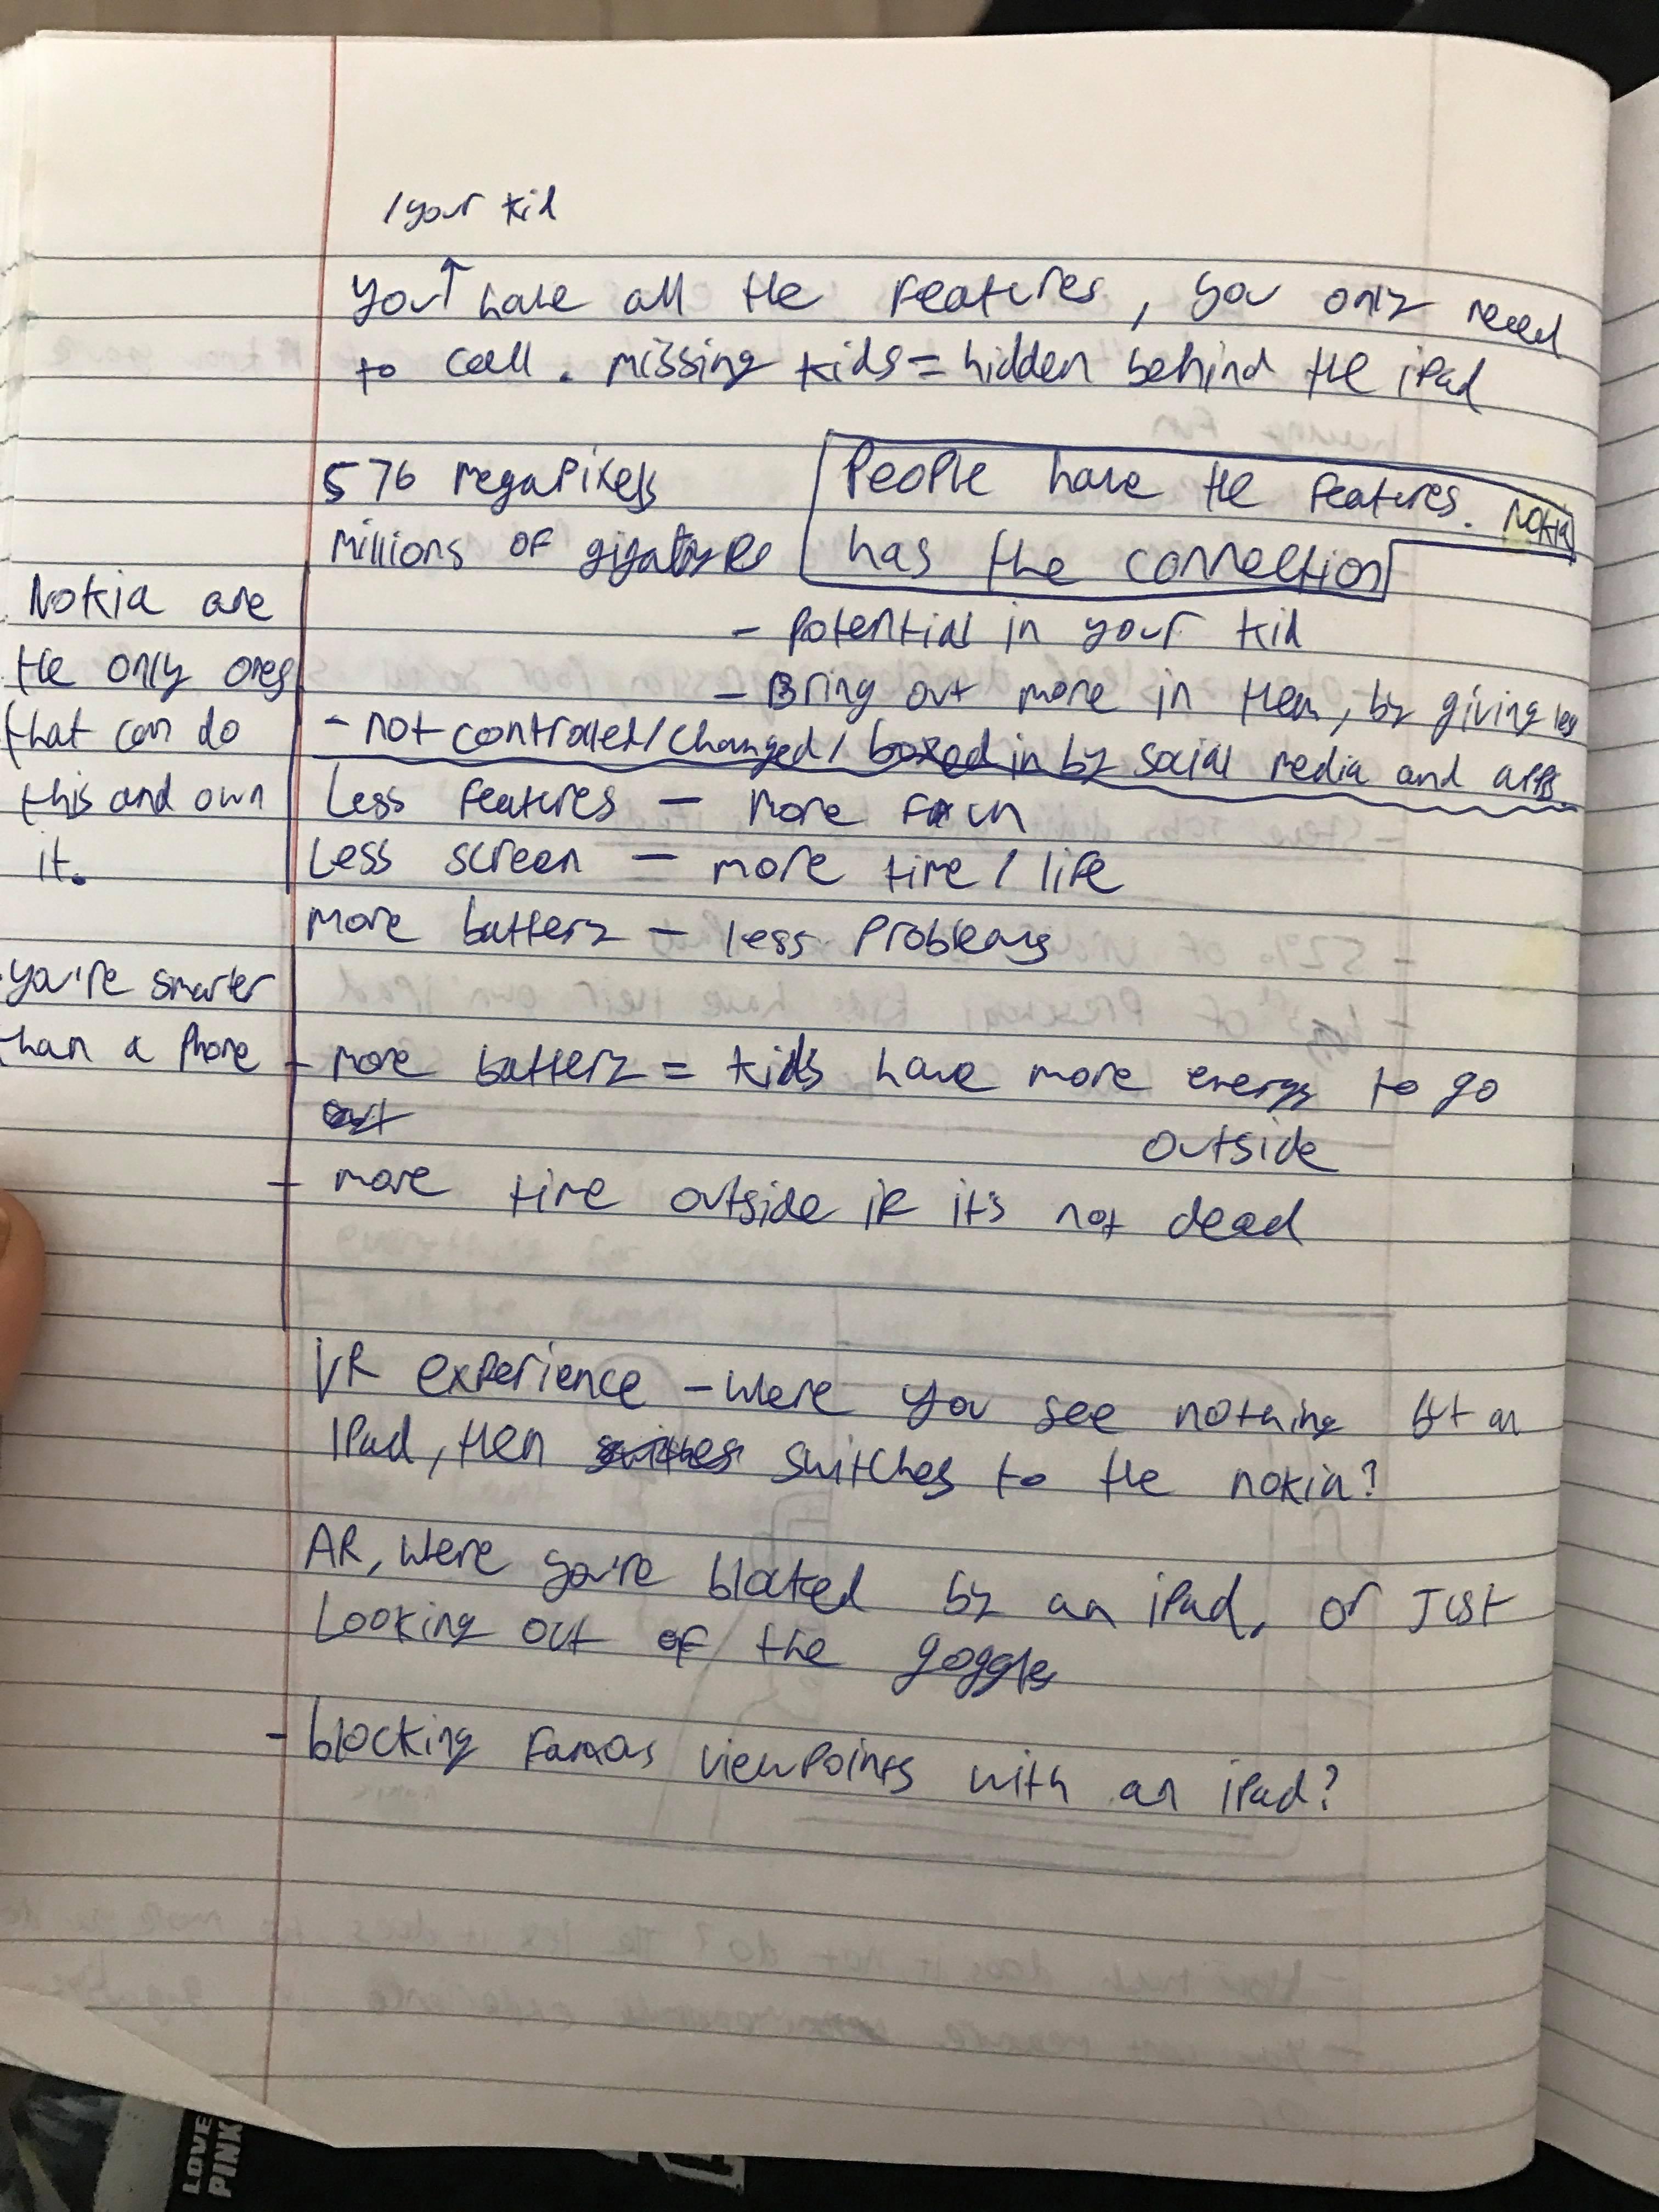 /your kid
you↑ have all the features, you only need
to call. missing kids = hidden behind the iPad
576 megapixels
millions of gigabytes
People have the features. Nokia
has the connection
- Potential in your kid
- Bring out more in them, by giving less
- not controlled/changed/boxed in by social media and apps.
Less features - more fun
Less screen - more time / life
more battery - less problems
Nokia are
the only ones
that can do
this and own
it.
you're smarter
than a phone
- more battery = kids have more energy to go
out
outside
- more time outside if it's not dead
VR experience - were you see nothing but an
iPad, then switches switches to the nokia?
AR, were you're blocked by an iPad, or Just
Looking out of the goggles
- blocking famous viewpoints with an iPad?
LOVE
PINK